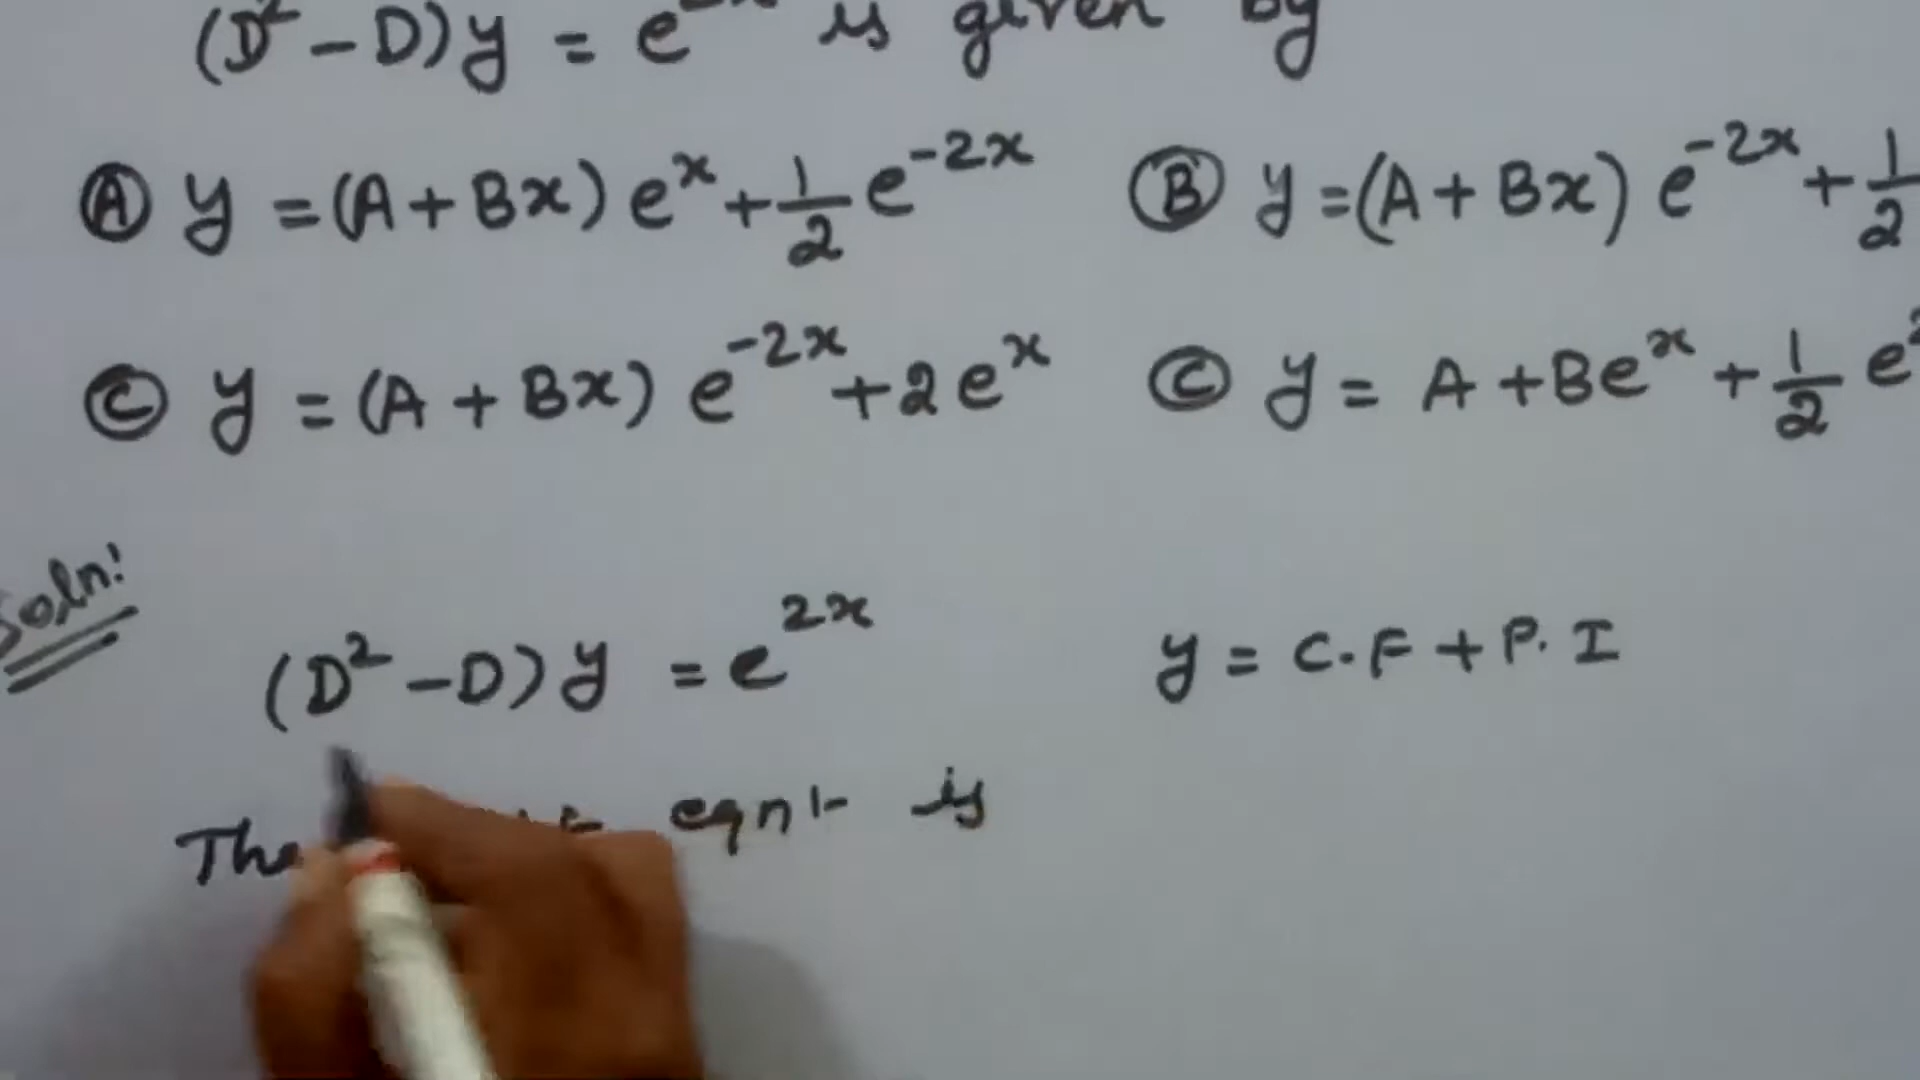 (D² - D) y = e is given by
Ⓐ y = (A + Bx) eˣ + 1/2 e⁻²ˣ Ⓑ y = (A + Bx) e⁻²ˣ + 1/2
Ⓒ y = (A + Bx) e⁻²ˣ + 2eˣ Ⓒ y = A + Beˣ + 1/2 e²
Soln:
(D² - D) y = e²ˣ y = C.F + P.I
The eqn is